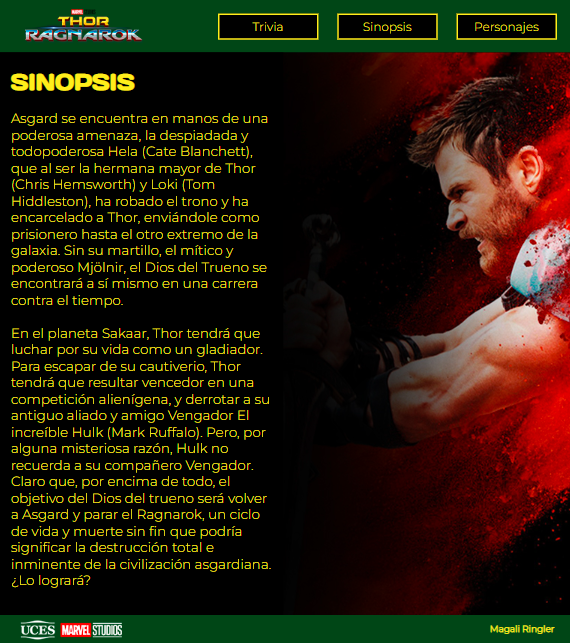 MARVEL STUDIOS
THOR
RAGNAROK
Trivia
Sinopsis
Personajes
SINOPSIS
Asgard se encuentra en manos de una
poderosa amenaza, la despiadada y
todopoderosa Hela (Cate Blanchett),
que al ser la hermana mayor de Thor
(Chris Hemsworth) y Loki (Tom
Hiddleston), ha robado el trono y ha
encarcelado a Thor, enviándole como
prisionero hasta el otro extremo de la
galaxia. Sin su martillo, el mítico y
poderoso Mjölnir, el Dios del Trueno se
encontrará a sí mismo en una carrera
contra el tiempo.
En el planeta Sakaar, Thor tendrá que
luchar por su vida como un gladiador.
Para escapar de su cautiverio, Thor
tendrá que resultar vencedor en una
competición alienígena, y derrotar a su
antiguo aliado y amigo Vengador El
increíble Hulk (Mark Ruffalo). Pero, por
alguna misteriosa razón, Hulk no
recuerda a su compañero Vengador.
Claro que, por encima de todo, el
objetivo del Dios del trueno será volver
a Asgard y parar el Ragnarok, un ciclo
de vida y muerte sin fin que podría
significar la destrucción total e
inminente de la civilización asgardiana.
¿Lo logrará?
UCES
MARVEL STUDIOS
Magali Ringler